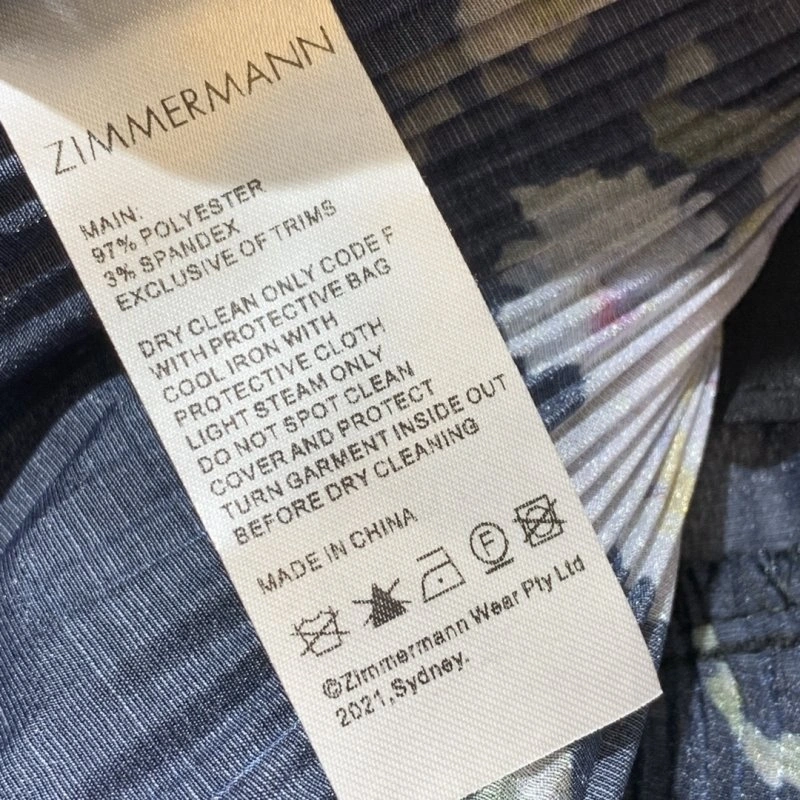 ZIMMERMANN
MAIN:
97% POLYESTER
3% SPANDEX
EXCLUSIVE OF TRIMS
DRY CLEAN ONLY CODE F
WITH PROTECTIVE BAG
COOL IRON WITH
PROTECTIVE CLOTH
LIGHT STEAM ONLY
DO NOT SPOT CLEAN
COVER AND PROTECT
TURN GARMENT INSIDE OUT
BEFORE DRY CLEANING
MADE IN CHINA
F
©Zimmermann Wear Pty Ltd
2021,Sydney.